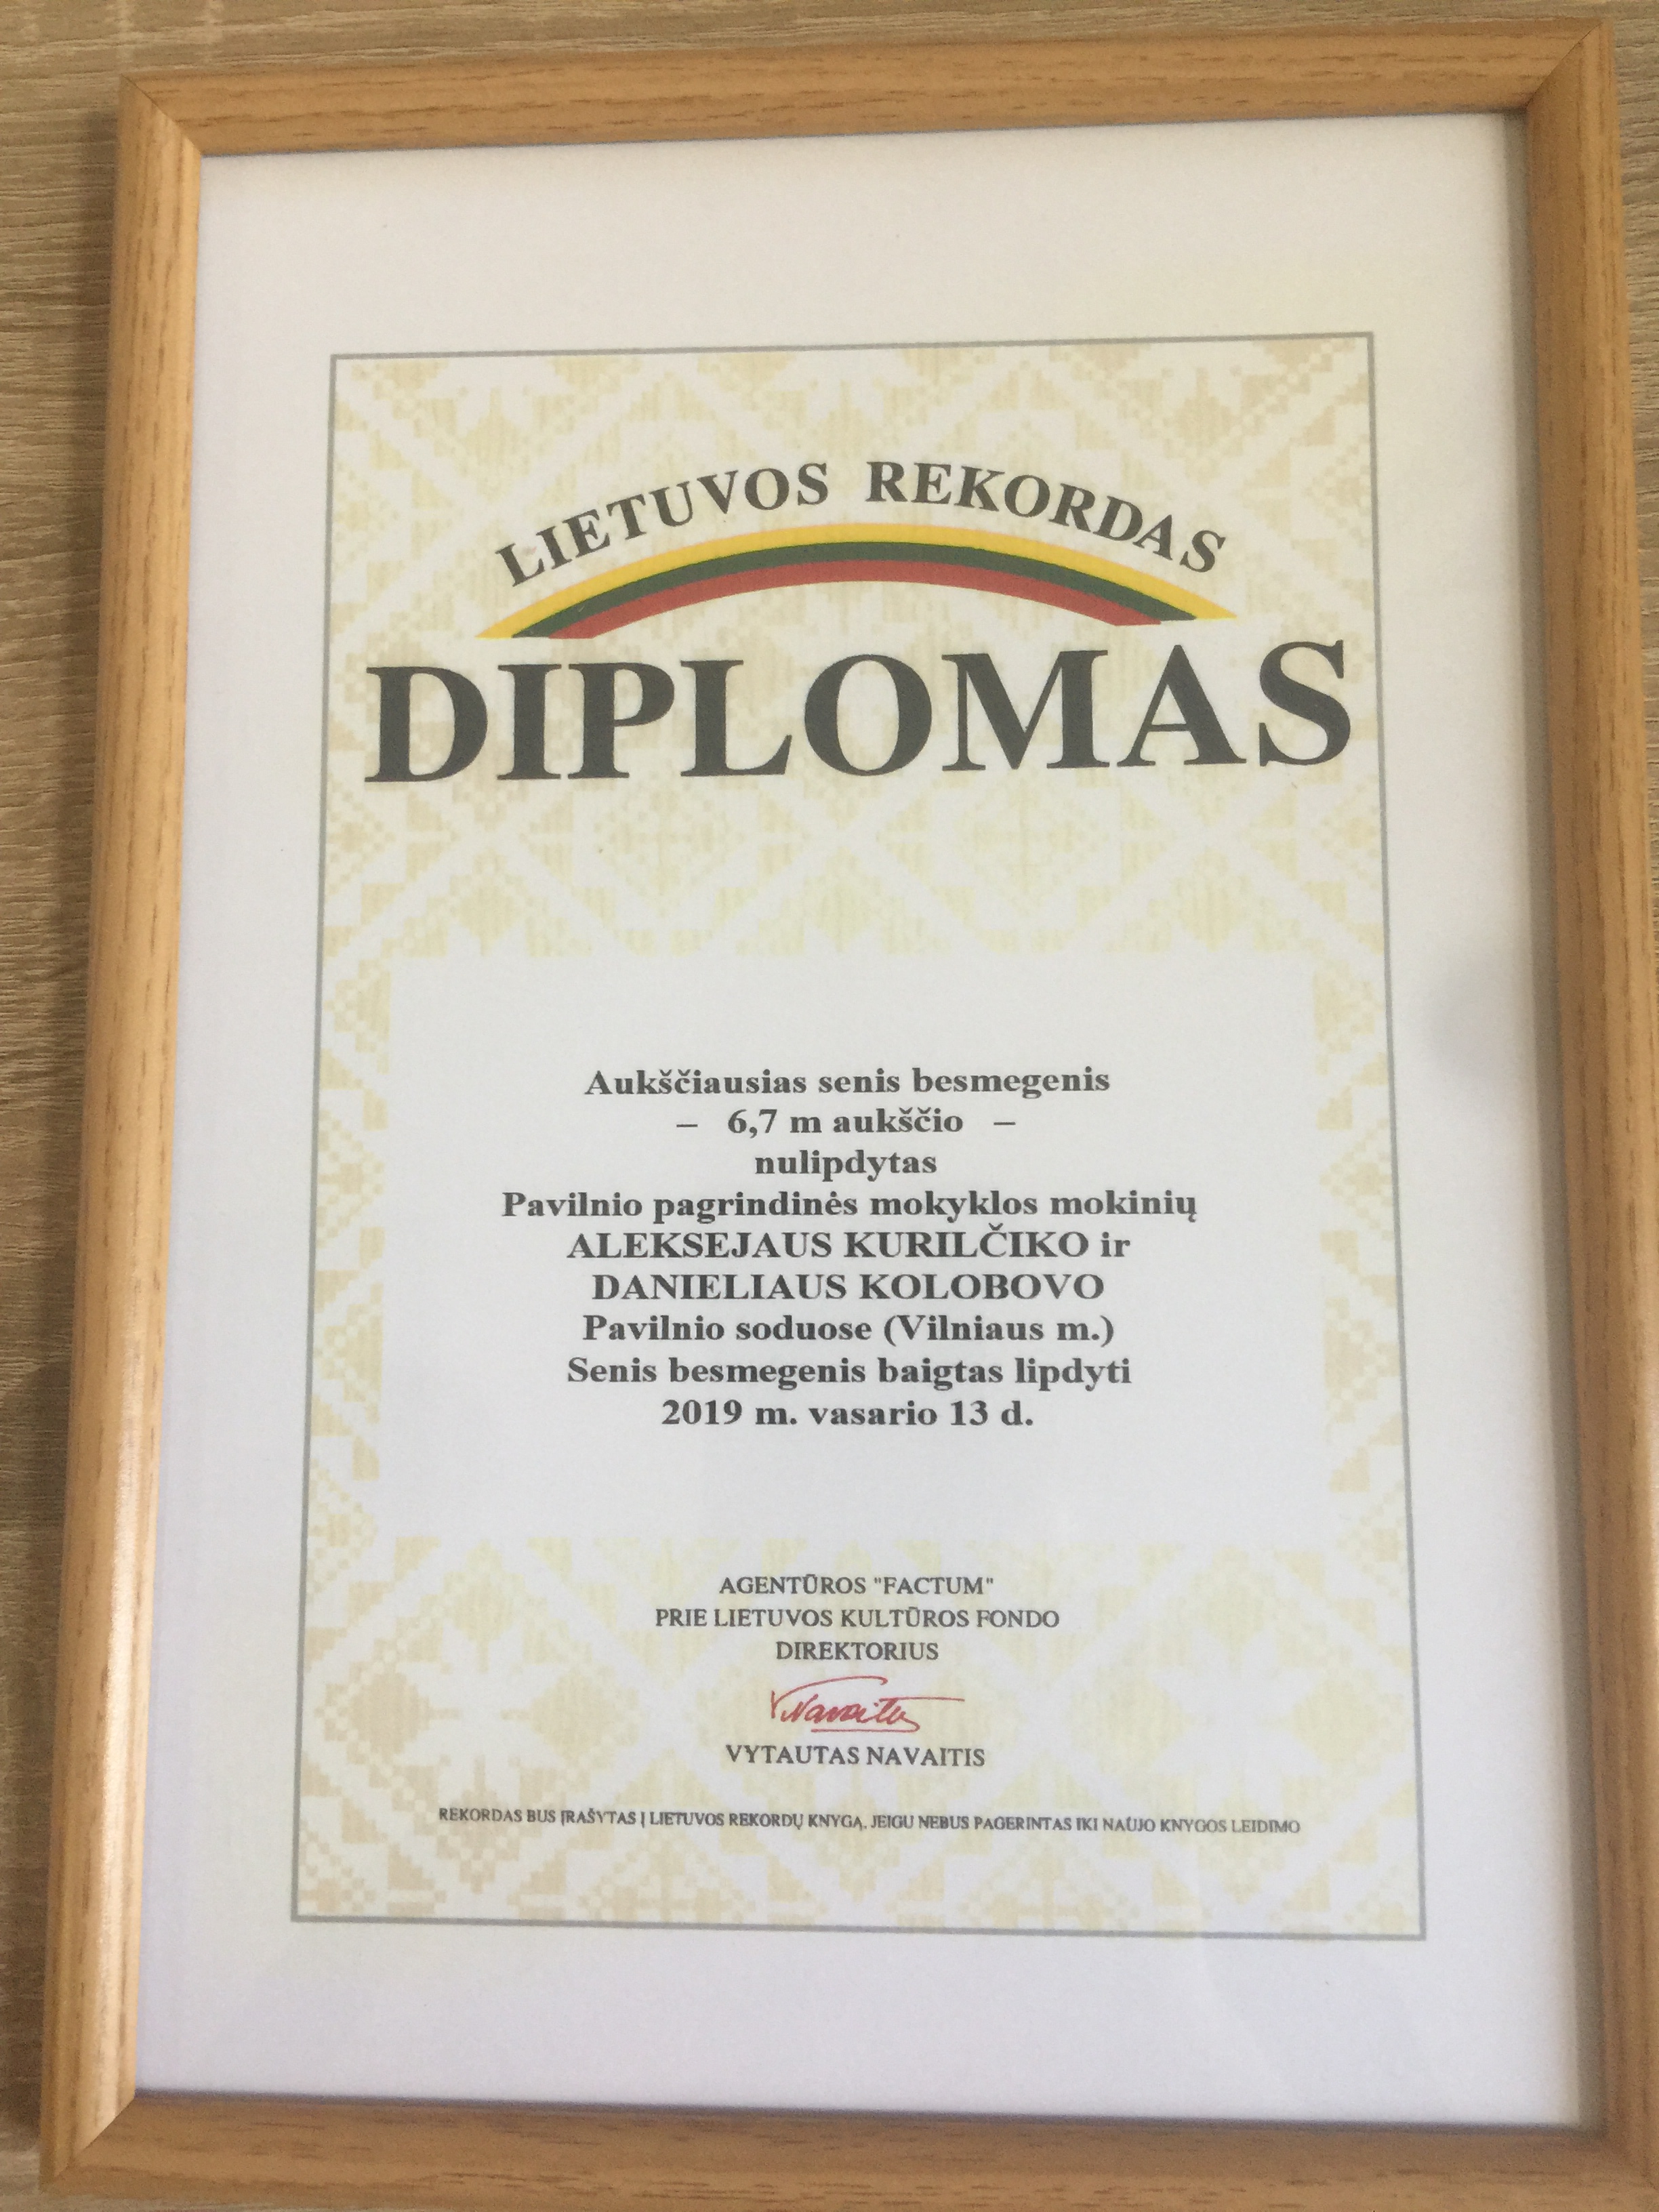 LIETUVOS REKORDAS
DIPLOMAS
Aukščiausias senis besmegenis
– 6,7 m aukščio –
nulipdytas
Pavilnio pagrindinės mokyklos mokinių
ALEKSEJAUS KURILČIKO ir
DANIELIAUS KOLOBOVO
Pavilnio soduose (Vilniaus m.)
Senis besmegenis baigtas lipdyti
2019 m. vasario 13 d.
AGENTŪROS "FACTUM"
PRIE LIETUVOS KULTŪROS FONDO
DIREKTORIUS
VNavaitis
VYTAUTAS NAVAITIS
REKORDAS BUS ĮRAŠYTAS Į LIETUVOS REKORDŲ KNYGĄ, JEIGU NEBUS PAGERINTAS IKI NAUJO KNYGOS LEIDIMO